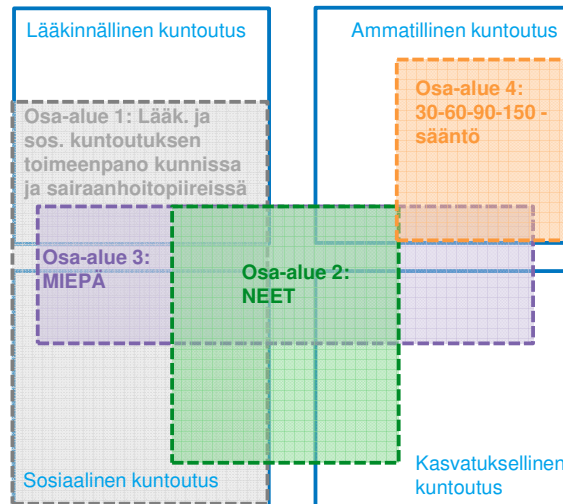 Lääkinnällinen kuntoutus
Ammatillinen kuntoutus
Osa-alue 1: Lääk. ja
sos. kuntoutuksen
toimeenpano kunnissa
ja sairaanhoitopiireissä
Osa-alue 4:
30-60-90-150 -
sääntö
Osa-alue 3:
MIEPÄ
Osa-alue 2:
NEET
Sosiaalinen kuntoutus
Kasvatuksellinen
kuntoutus